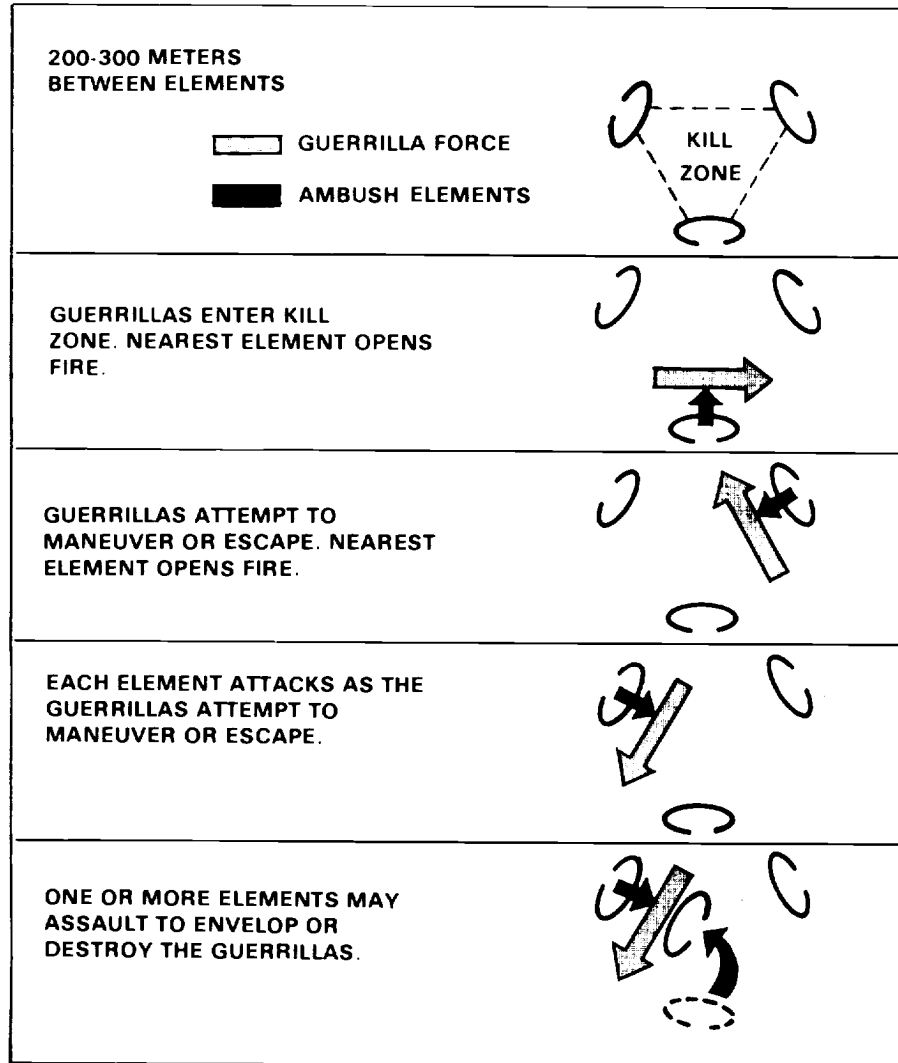 200-300 METERS
BETWEEN ELEMENTS
GUERRILLA FORCE
AMBUSH ELEMENTS
KILL
ZONE
GUERRILLAS ENTER KILL
ZONE. NEAREST ELEMENT OPENS
FIRE.
GUERRILLAS ATTEMPT TO
MANEUVER OR ESCAPE. NEAREST
ELEMENT OPENS FIRE.
EACH ELEMENT ATTACKS AS THE
GUERRILLAS ATTEMPT TO
MANEUVER OR ESCAPE.
ONE OR MORE ELEMENTS MAY
ASSAULT TO ENVELOP OR
DESTROY THE GUERRILLAS.